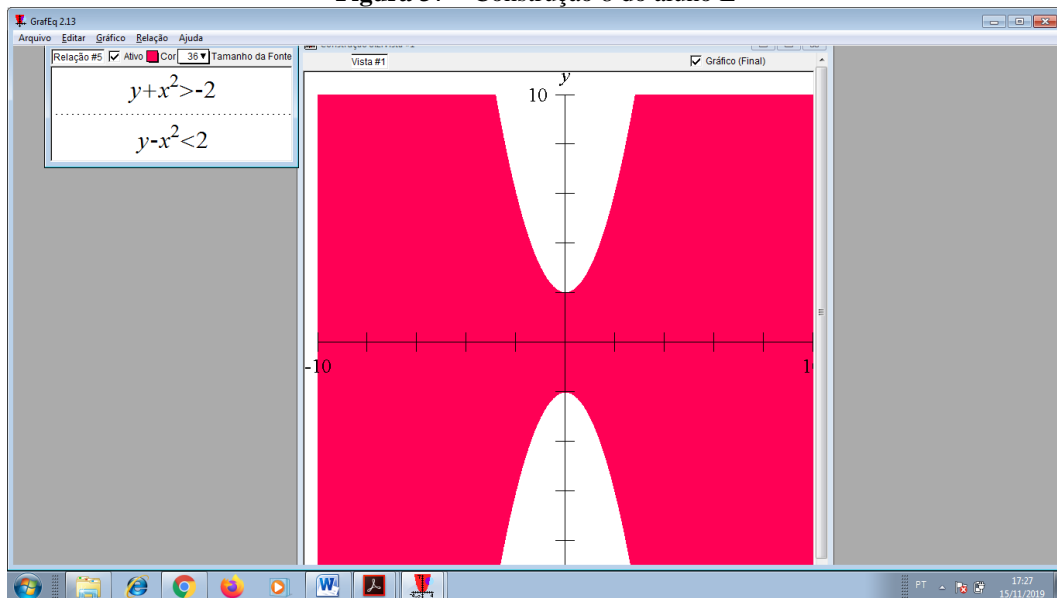 GrafEq 2.13
Arquivo Editar Gráfico Relação Ajuda
Relação #5 Ativo Cor 36 Tamanho da Fonte
y+x²>-2
y-x²<2
Vista #1
Gráfico (Final)
y
10
-10
PT
17:27
15/11/2019